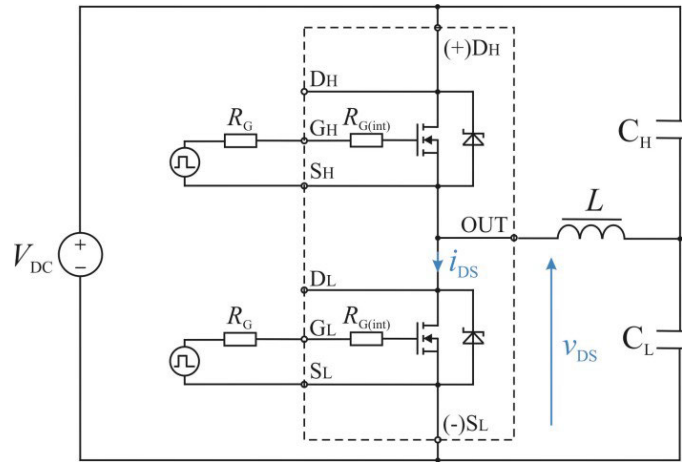 (+)DH
DH
RG
GH
RG(int)
CH
SH
OUT
L
VDC
+
−
iDS
DL
RG
GL
RG(int)
vDS
CL
SL
(-)SL